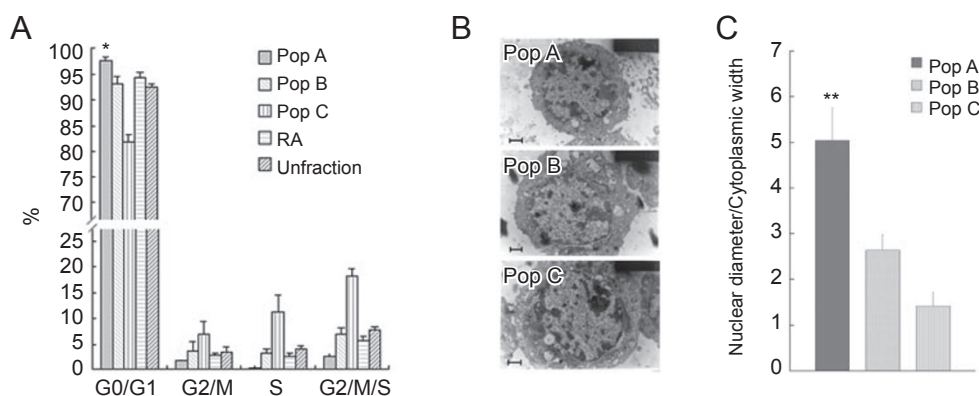 A
100
95
90
85
80
75
70
25
20
15
10
5
0
%
*
Pop A
Pop B
Pop C
RA
Unfraction
G0/G1 G2/M S G2/M/S
B
Pop A
Pop B
Pop C
C
7
6
5
4
3
2
1
0
Nuclear diameter/Cytoplasmic width
**
Pop A
Pop B
Pop C